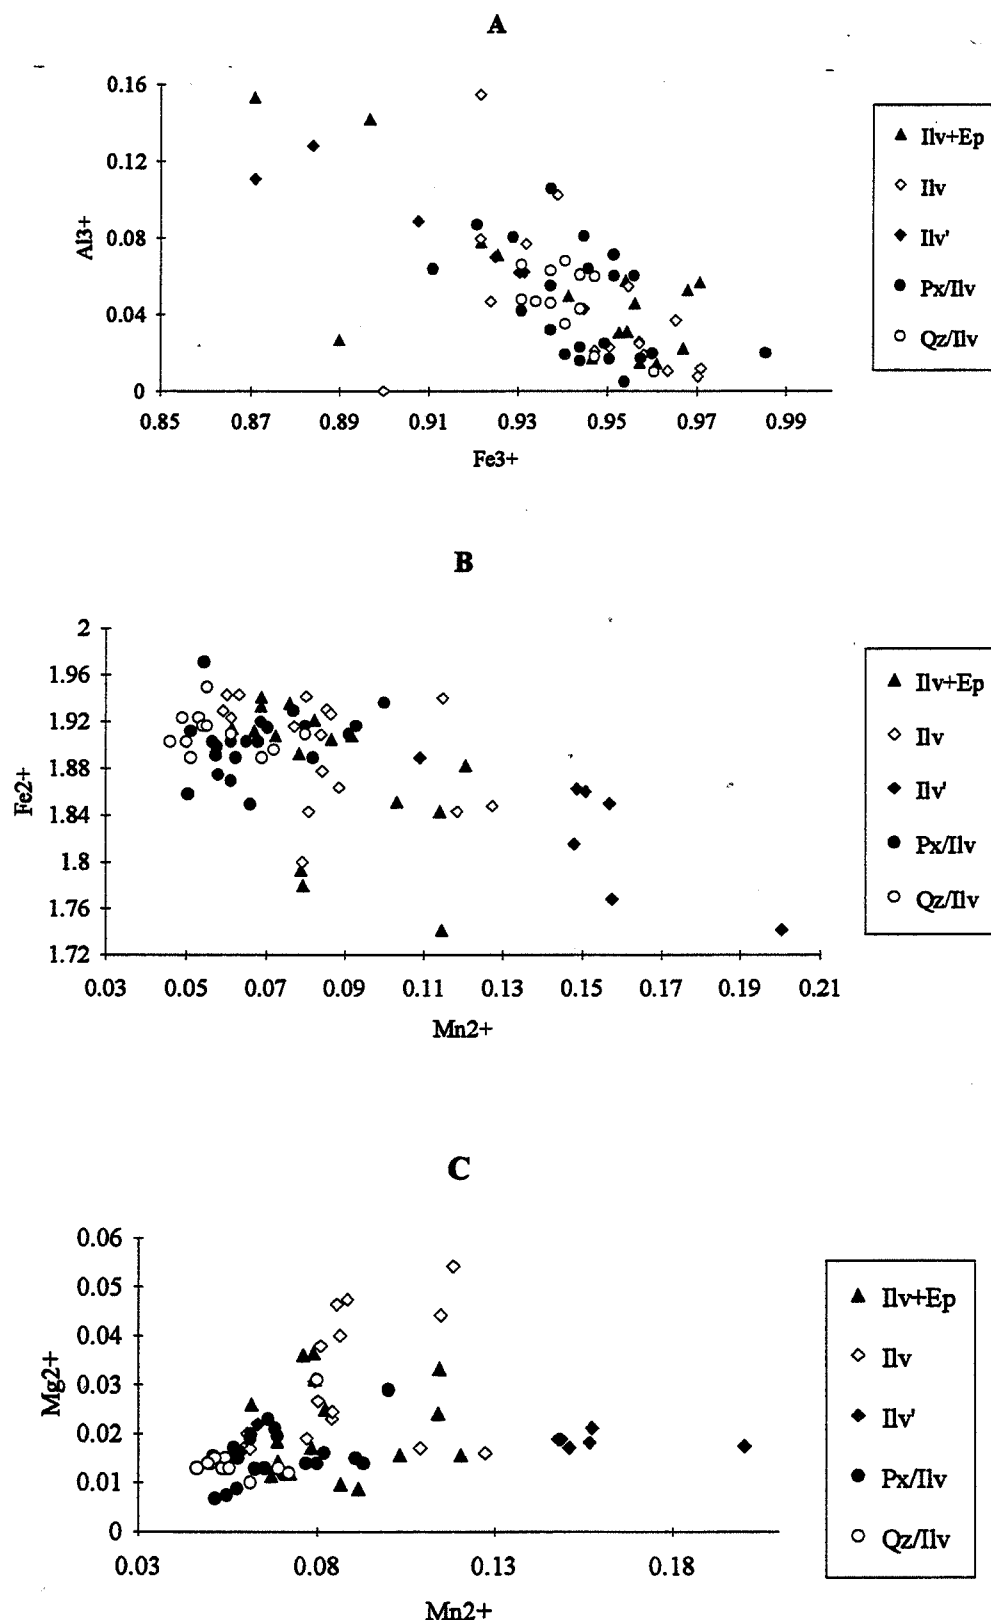 A
0.16
0.12
0.08
0.04
0
Al3+
0.85 0.87 0.89 0.91 0.93 0.95 0.97 0.99
Fe3+
Ilv+Ep
Ilv
Ilv'
Px/Ilv
Qz/Ilv
B
2
1.96
1.92
1.88
1.84
1.8
1.76
1.72
Fe2+
0.03 0.05 0.07 0.09 0.11 0.13 0.15 0.17 0.19 0.21
Mn2+
Ilv+Ep
Ilv
Ilv'
Px/Ilv
Qz/Ilv
C
0.06
0.05
0.04
0.03
0.02
0.01
0
Mg2+
0.03 0.08 0.13 0.18
Mn2+
Ilv+Ep
Ilv
Ilv'
Px/Ilv
Qz/Ilv